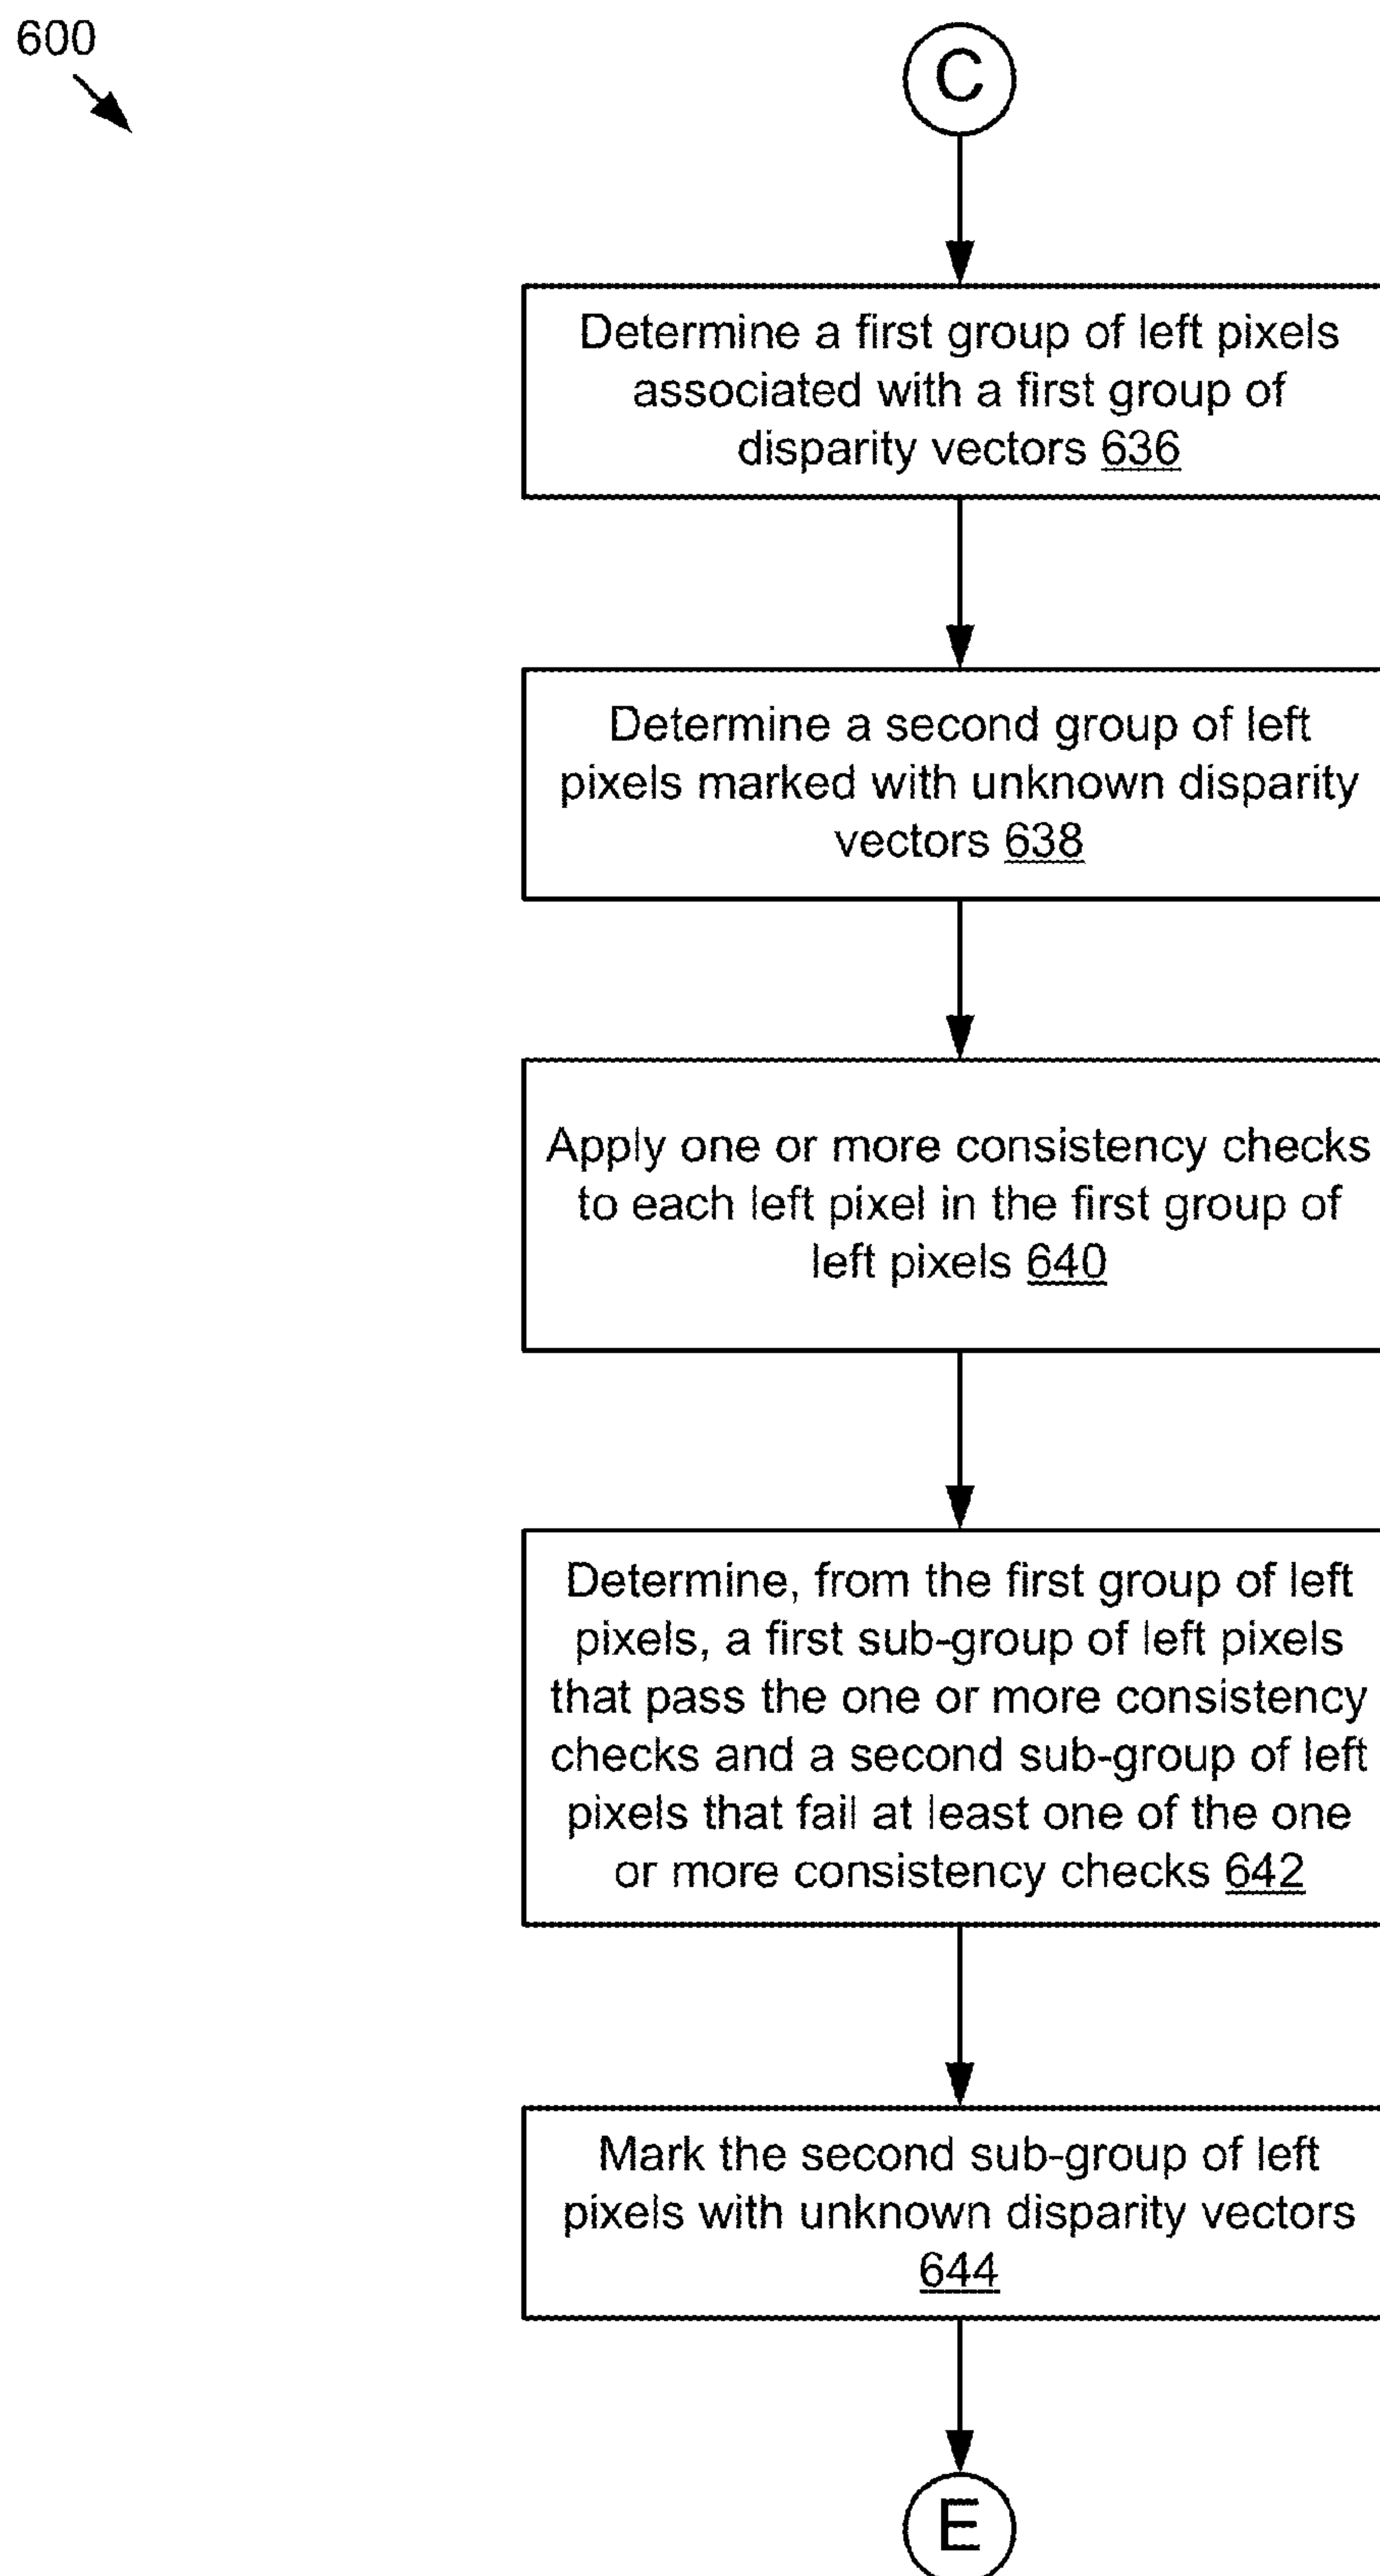 600
C
Determine a first group of left pixels
associated with a first group of
disparity vectors 636
Determine a second group of left
pixels marked with unknown disparity
vectors 638
Apply one or more consistency checks
to each left pixel in the first group of
left pixels 640
Determine, from the first group of left
pixels, a first sub-group of left pixels
that pass the one or more consistency
checks and a second sub-group of left
pixels that fail at least one of the one
or more consistency checks 642
Mark the second sub-group of left
pixels with unknown disparity vectors
644
E